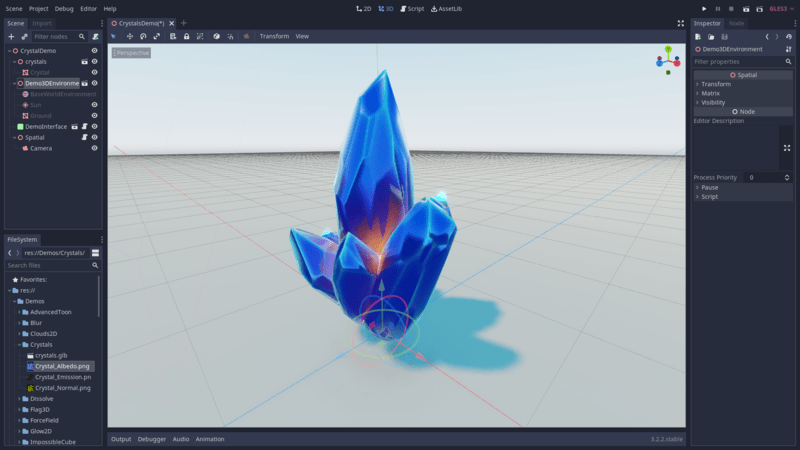 Scene Project Debug Editor Help
2D 3D Script AssetLib
GLES3
Scene Import
CrystalsDemo(*)
Inspector Node
Filter nodes
Transform View
Perspective
CrystalDemo
crystals
Crystal
Demo3DEnvironme
BaseWorldEnvironment
Sun
Ground
DemoInterface
Spatial
Camera
Demo3DEnvironment
Filter properties
Spatial
Transform
Matrix
Visibility
Node
Editor Description
Process Priority 0
Pause
Script
FileSystem
res://Demos/Crystals/
Search files
Favorites:
res://
Demos
AdvancedToon
Blur
Clouds2D
Crystals
crystals.glb
Crystal_Albedo.png
Crystal_Emission.pn
Crystal_Normal.png
Dissolve
Flag3D
ForceField
Glow2D
ImpossibleCube
Output Debugger Audio Animation
3.2.2.stable